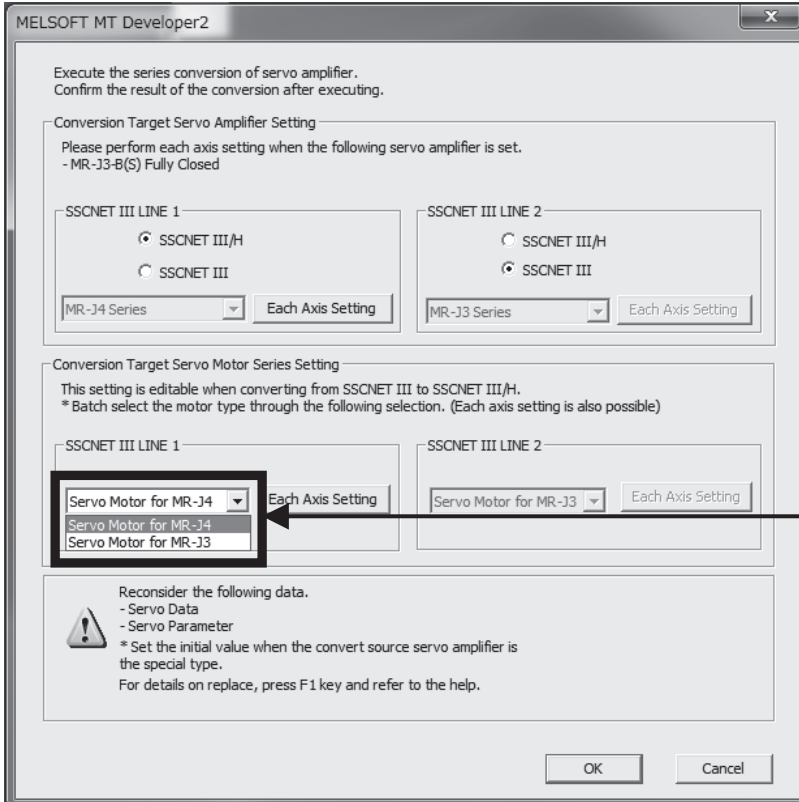 MELSOFT MT Developer2
x
Execute the series conversion of servo amplifier.
Confirm the result of the conversion after executing.
Conversion Target Servo Amplifier Setting
Please perform each axis setting when the following servo amplifier is set.
- MR-J3-B(S) Fully Closed
SSCNET III LINE 1
SSCNET III/H
SSCNET III
MR-J4 Series
Each Axis Setting
SSCNET III LINE 2
SSCNET III/H
SSCNET III
MR-J3 Series
Each Axis Setting
Conversion Target Servo Motor Series Setting
This setting is editable when converting from SSCNET III to SSCNET III/H.
* Batch select the motor type through the following selection. (Each axis setting is also possible)
SSCNET III LINE 1
Servo Motor for MR-J4
Each Axis Setting
Servo Motor for MR-J4
Servo Motor for MR-J3
SSCNET III LINE 2
Servo Motor for MR-J3
Each Axis Setting
Reconsider the following data.
- Servo Data
- Servo Parameter
* Set the initial value when the convert source servo amplifier is
the special type.
For details on replace, press F1 key and refer to the help.
OK
Cancel